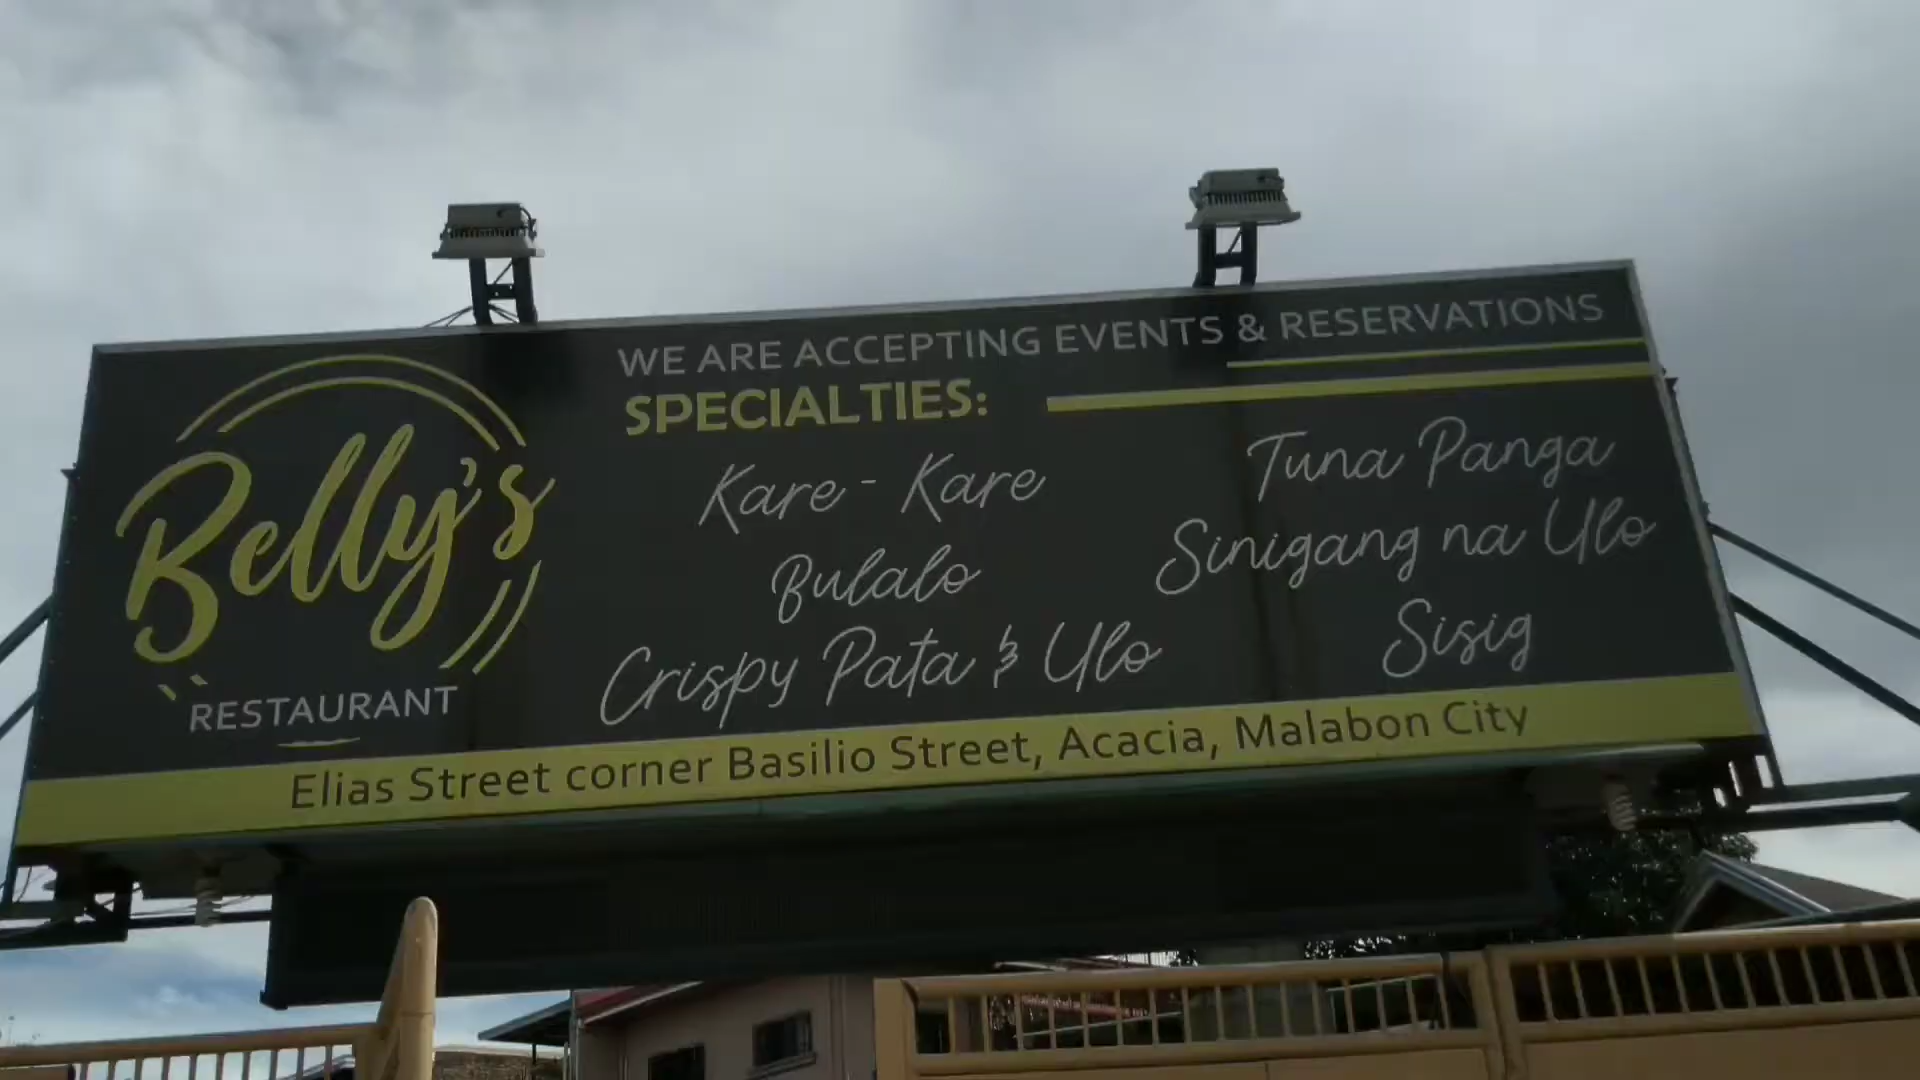 Belly's
RESTAURANT
WE ARE ACCEPTING EVENTS & RESERVATIONS
SPECIALTIES:
Kare - Kare
Bulalo
Crispy Pata & Ulo
Tuna Panga
Sinigang na Ulo
Sisig
Elias Street corner Basilio Street, Acacia, Malabon City